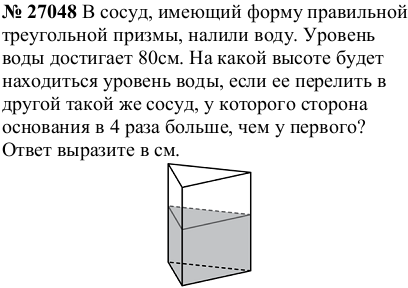 № 27048 В сосуд, имеющий форму правильной
треугольной призмы, налили воду. Уровень
воды достигает 80см. На какой высоте будет
находиться уровень воды, если ее перелить в
другой такой же сосуд, у которого сторона
основания в 4 раза больше, чем у первого?
Ответ выразите в см.